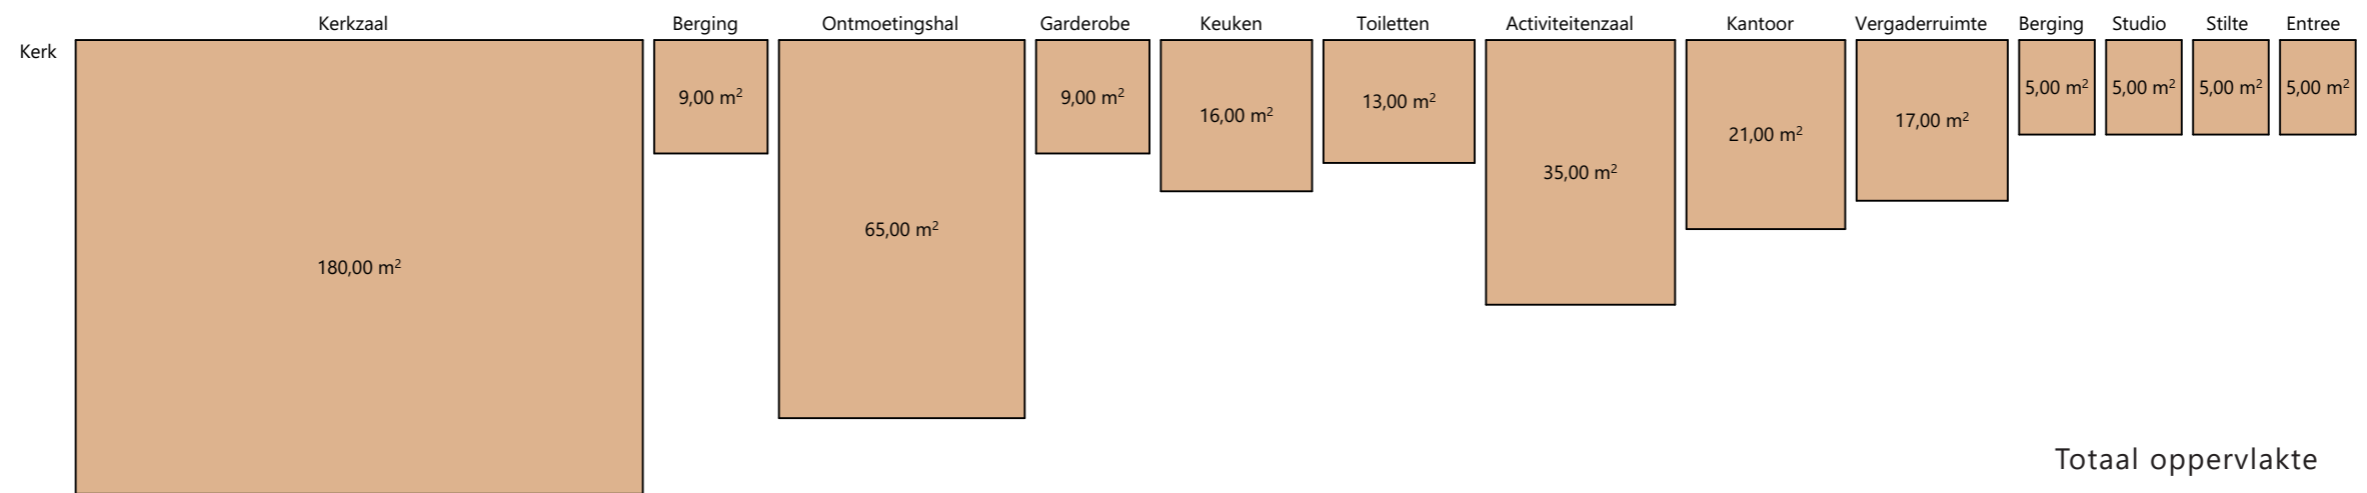 Kerkzaal Berging Ontmoetingshal Garderobe Keuken Toiletten Activiteitenzaal Kantoor Vergaderruimte Berging Studio Stilte Entree
Kerk
5,00 m² 5,00 m² 5,00 m² 5,00 m²
9,00 m² 9,00 m²
13,00 m²
16,00 m²
17,00 m²
21,00 m²
35,00 m²
65,00 m²
180,00 m²
Totaal oppervlakte